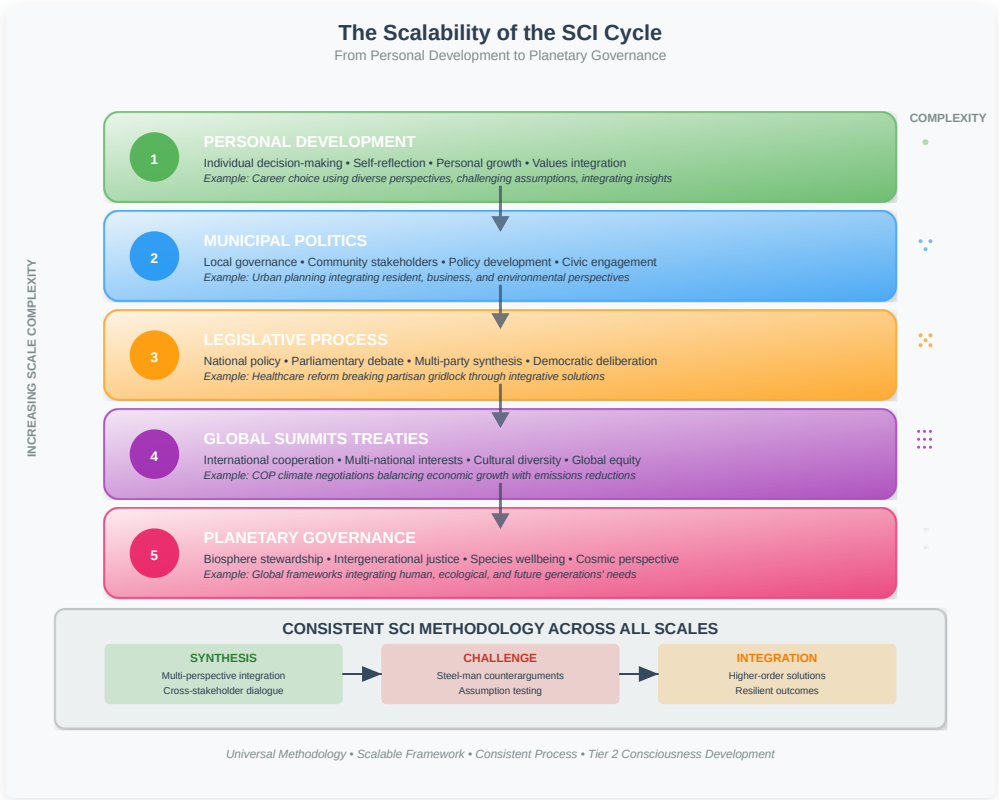 The Scalability of the SCI Cycle
From Personal Development to Planetary Governance
COMPLEXITY
INCREASING SCALE COMPLEXITY
1
PERSONAL DEVELOPMENT
Individual decision-making • Self-reflection • Personal growth • Values integration
Example: Career choice using diverse perspectives, challenging assumptions, integrating insights
2
MUNICIPAL POLITICS
Local governance • Community stakeholders • Policy development • Civic engagement
Example: Urban planning integrating resident, business, and environmental perspectives
3
LEGISLATIVE PROCESS
National policy • Parliamentary debate • Multi-party synthesis • Democratic deliberation
Example: Healthcare reform breaking partisan gridlock through integrative solutions
4
GLOBAL SUMMITS TREATIES
International cooperation • Multi-national interests • Cultural diversity • Global equity
Example: COP climate negotiations balancing economic growth with emissions reductions
5
PLANETARY GOVERNANCE
Biosphere stewardship • Intergenerational justice • Species wellbeing • Cosmic perspective
Example: Global frameworks integrating human, ecological, and future generations' needs
CONSISTENT SCI METHODOLOGY ACROSS ALL SCALES
SYNTHESIS
Multi-perspective integration
Cross-stakeholder dialogue
CHALLENGE
Steel-man counterarguments
Assumption testing
INTEGRATION
Higher-order solutions
Resilient outcomes
Universal Methodology • Scalable Framework • Consistent Process • Tier 2 Consciousness Development